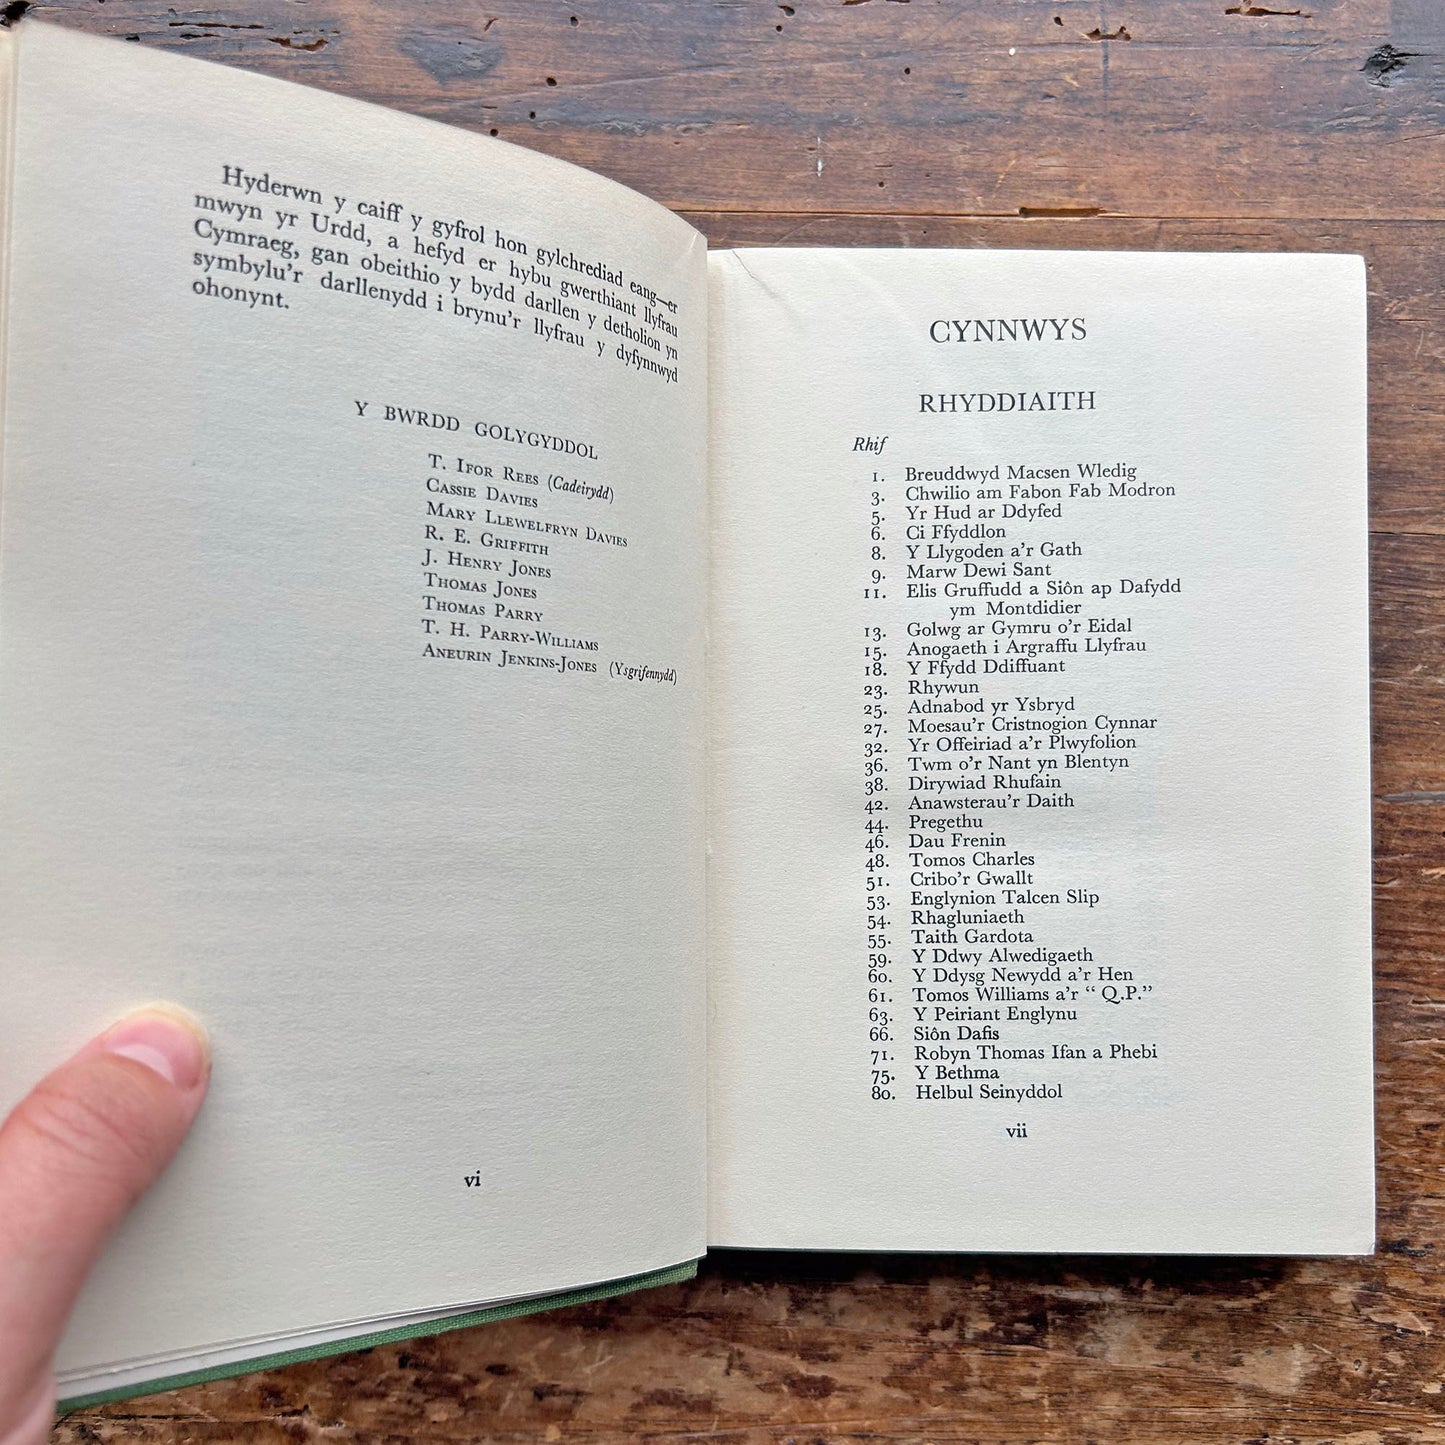 Hyderwn y caiff y gyfrol hon gylchrediad eang—er
mwyn yr Urdd, a hefyd er hybu gwerthiant llyfrau
Cymraeg, gan obeithio y bydd darllen y detholion yn
symbylu'r darllenydd i brynu'r llyfrau y dyfynnwyd
ohonynt.
Y BWRDD GOLYGYDDOL
T. IFOR REES (Cadeirydd)
CASSIE DAVIES
MARY LLEWELFRYN DAVIES
R. E. GRIFFITH
J. HENRY JONES
THOMAS JONES
THOMAS PARRY
T. H. PARRY-WILLIAMS
ANEURIN JENKINS-JONES (Ysgrifennydd)
vi
CYNNWYS
RHYDDIAITH
Rhif
1. Breuddwyd Macsen Wledig
3. Chwilio am Fabon Fab Modron
5. Yr Hud ar Ddyfed
6. Ci Ffyddlon
8. Y Llygoden a'r Gath
9. Marw Dewi Sant
11. Elis Gruffudd a Siôn ap Dafydd
ym Montdidier
13. Golwg ar Gymru o'r Eidal
15. Anogaeth i Argraffu Llyfrau
18. Y Ffydd Ddiffuant
23. Rhywun
25. Adnabod yr Ysbryd
27. Moesau'r Cristnogion Cynnar
32. Yr Offeiriad a'r Plwyfolion
36. Twm o'r Nant yn Blentyn
38. Dirywiad Rhufain
42. Anawsterau'r Daith
44. Pregethu
46. Dau Frenin
48. Tomos Charles
51. Cribo'r Gwallt
53. Englynion Talcen Slip
54. Rhagluniaeth
55. Taith Gardota
59. Y Ddwy Alwedigaeth
60. Y Ddysg Newydd a'r Hen
61. Tomos Williams a'r “ Q.P.”
63. Y Peiriant Englynu
66. Siôn Dafis
71. Robyn Thomas Ifan a Phebi
75. Y Bethma
80. Helbul Seinyddol
vii